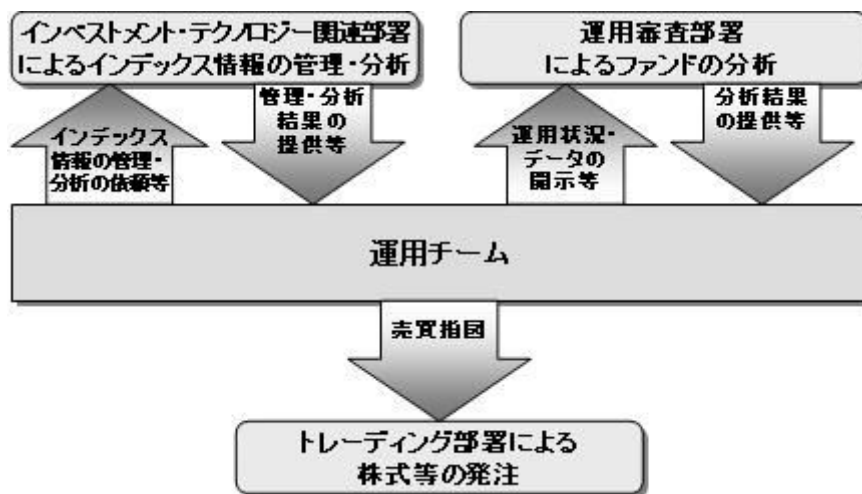 インベストメント・テクノロジー関連部署
によるインデックス情報の管理・分析
運用審査部署
によるファンドの分析
インデックス
情報の管理・
分析の依頼等
管理・分析
結果の
提供等
運用状況・
データの
開示等
分析結果
の提供等
運用チーム
売買指図
トレーディング部署による
株式等の発注